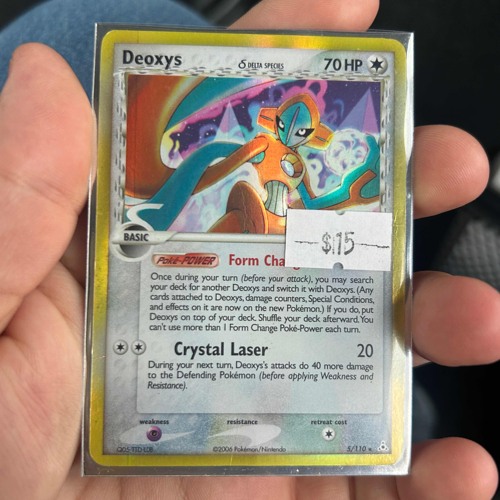 Deoxys δ DELTA SPECIES 70 HP
BASIC
$.15
Poké-POWER Form Chan
Once during your turn (before your attack), you may search
your deck for another Deoxys and switch it with Deoxys. (Any
cards attached to Deoxys, damage counters, Special Conditions,
and effects on it are now on the new Pokémon.) If you do, put
Deoxys on top of your deck. Shuffle your deck afterward. You
can't use more than 1 Form Change Poké-Power each turn.
Crystal Laser 20
During your next turn, Deoxys's attacks do 40 more damage
to the Defending Pokémon (before applying Weakness and
Resistance).
weakness resistance retreat cost
©2006 Pokémon/Nintendo 5/110 ★